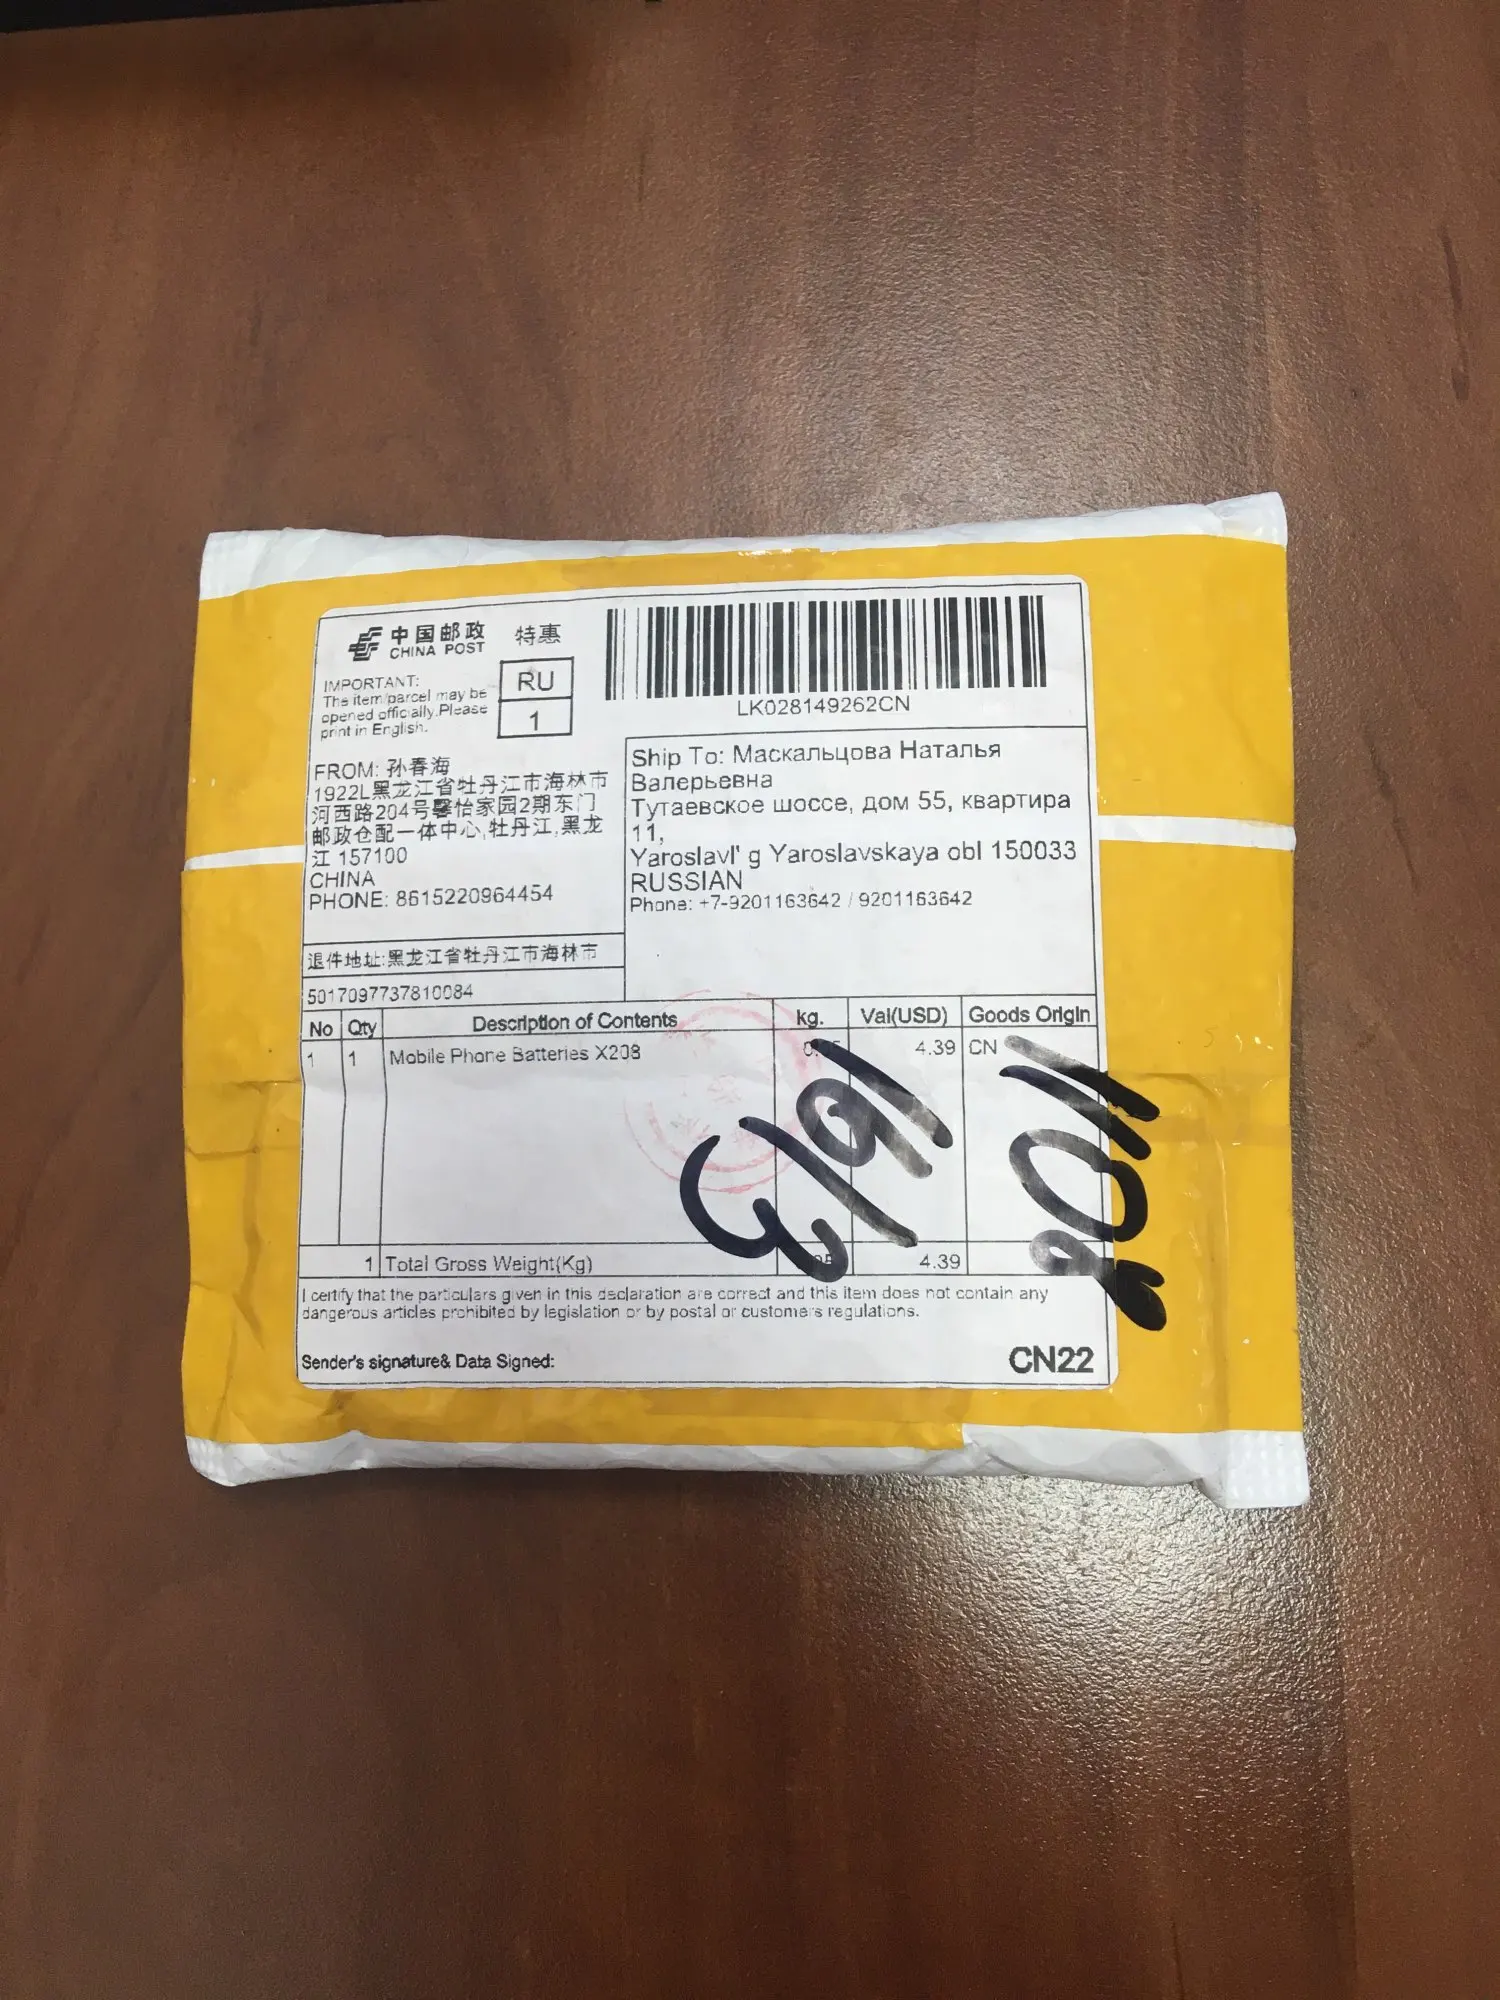 中国邮政 特惠
CHINA POST
IMPORTANT:
The item/parcel may be
opened officially.Please
print in English.
RU
1
LK028149262CN
FROM: 孙春海
1922L黑龙江省牡丹江市海林市
河西路204号馨怡家园2期东门
邮政仓配一体中心,牡丹江,黑龙
江 157100
CHINA
PHONE: 8615220964454
Ship To: Маскальцова Наталья
Валерьевна
Тутаевское шоссе, дом 55, квартира
11,
Yaroslavl' g Yaroslavskaya obl 150033
RUSSIAN
Phone: +7-9201163642 / 9201163642
退件地址:黑龙江省牡丹江市海林市
5017097737810084
No Qty Description of Contents kg. Val(USD) Goods Origin
1 1 Mobile Phone Batteries X208 4.39 CN
1 Total Gross Weight(Kg) 4.39
I certify that the particulars given in this declaration are correct and this item does not contain any
dangerous articles prohibited by legislation or by postal or customers regulations.
Sender's signature& Data Signed: CN22